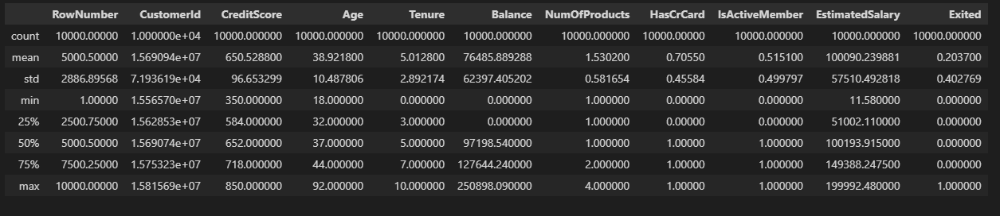 RowNumber CustomerId CreditScore Age Tenure Balance NumOfProducts HasCrCard IsActiveMember EstimatedSalary Exited
count 10000.00000 1.000000e+04 10000.000000 10000.000000 10000.000000 10000.000000 10000.000000 10000.00000 10000.000000 10000.000000 10000.000000
mean 5000.50000 1.569094e+07 650.528800 38.921800 5.012800 76485.889288 1.530200 0.70550 0.515100 100090.239881 0.203700
std 2886.89568 7.193619e+04 96.653299 10.487806 2.892174 62397.405202 0.581654 0.45584 0.499797 57510.492818 0.402769
min 1.00000 1.556570e+07 350.000000 18.000000 0.000000 0.000000 1.000000 0.00000 0.000000 11.580000 0.000000
25% 2500.75000 1.562853e+07 584.000000 32.000000 3.000000 0.000000 1.000000 0.00000 0.000000 51002.110000 0.000000
50% 5000.50000 1.569074e+07 652.000000 37.000000 5.000000 97198.540000 1.000000 1.00000 1.000000 100193.915000 0.000000
75% 7500.25000 1.575323e+07 718.000000 44.000000 7.000000 127644.240000 2.000000 1.00000 1.000000 149388.247500 0.000000
max 10000.00000 1.581569e+07 850.000000 92.000000 10.000000 250898.090000 4.000000 1.00000 1.000000 199992.480000 1.000000